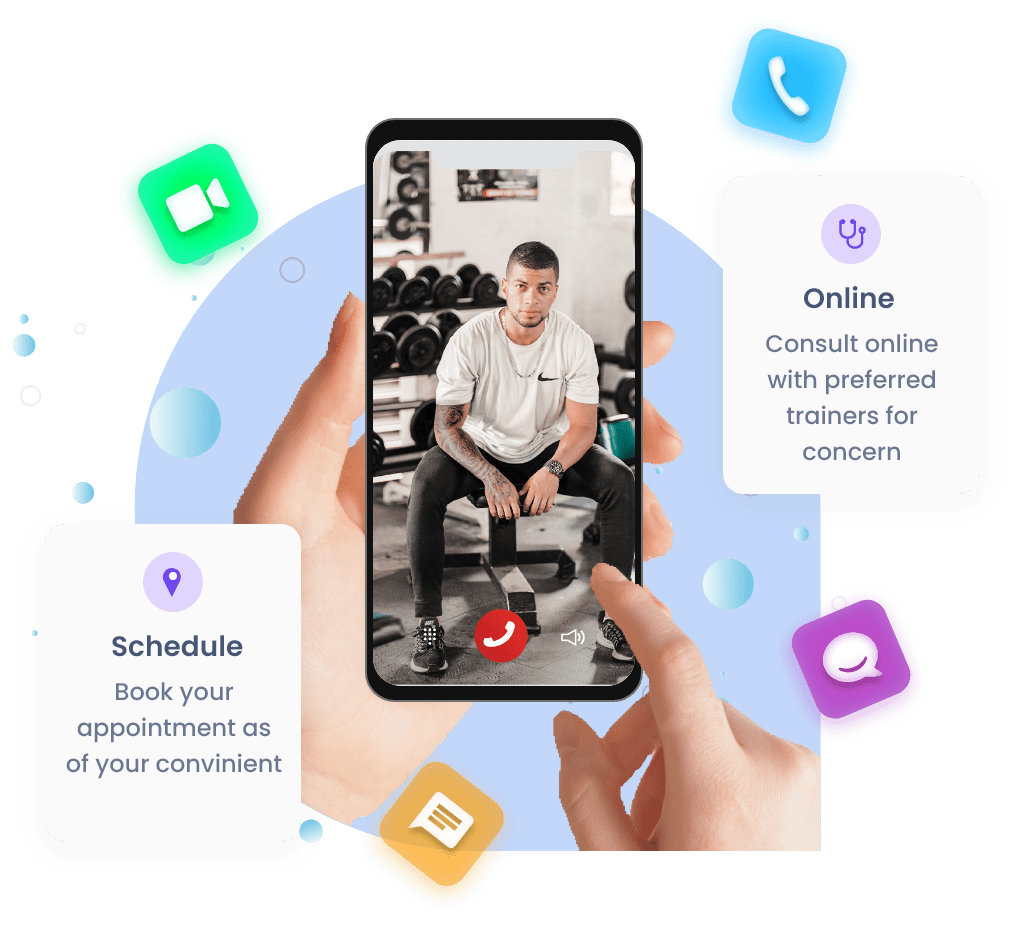 Online
Consult online
with preferred
trainers for
concern
Schedule
Book your
appointment as
of your convinient